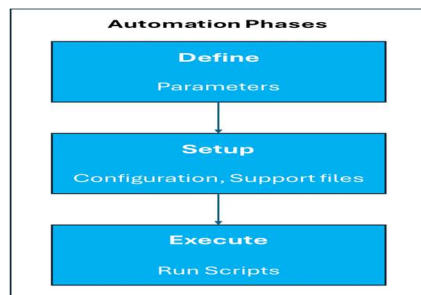 Automation Phases
Define
Parameters
Setup
Configuration, Support files
Execute
Run Scripts